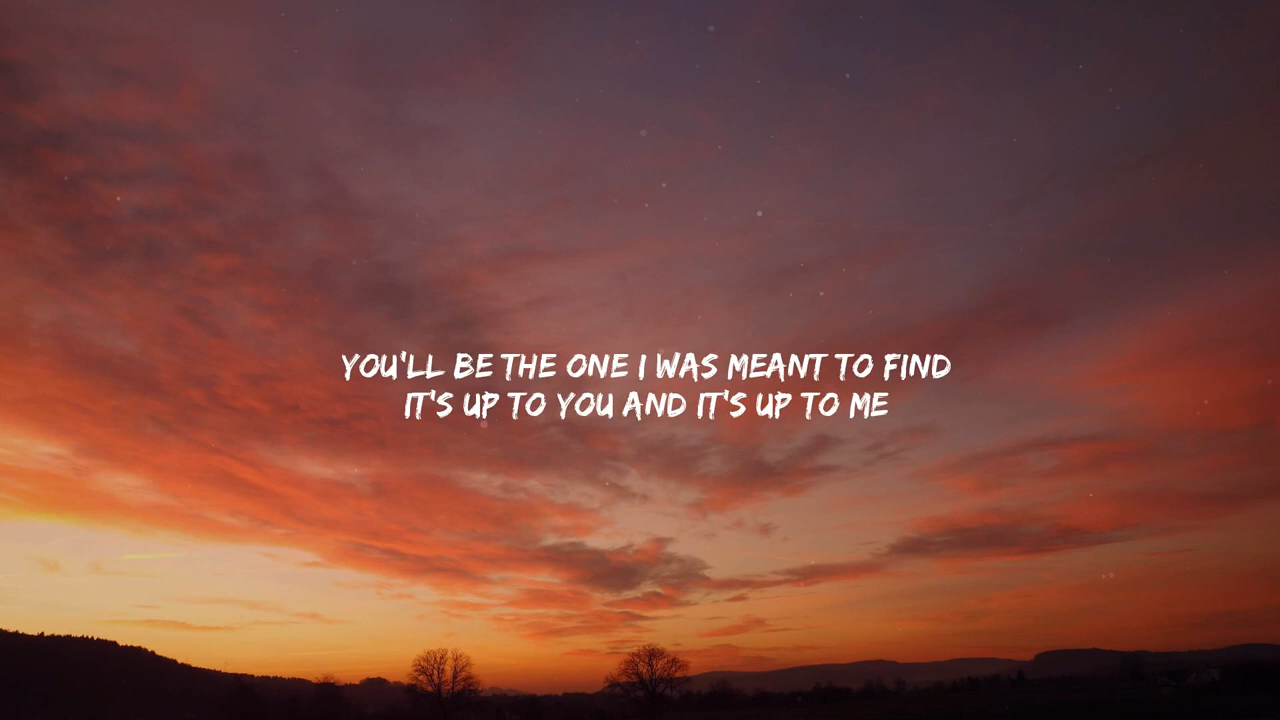 YOU'LL BE THE ONE I WAS MEANT TO FIND
IT'S UP TO YOU AND IT'S UP TO ME